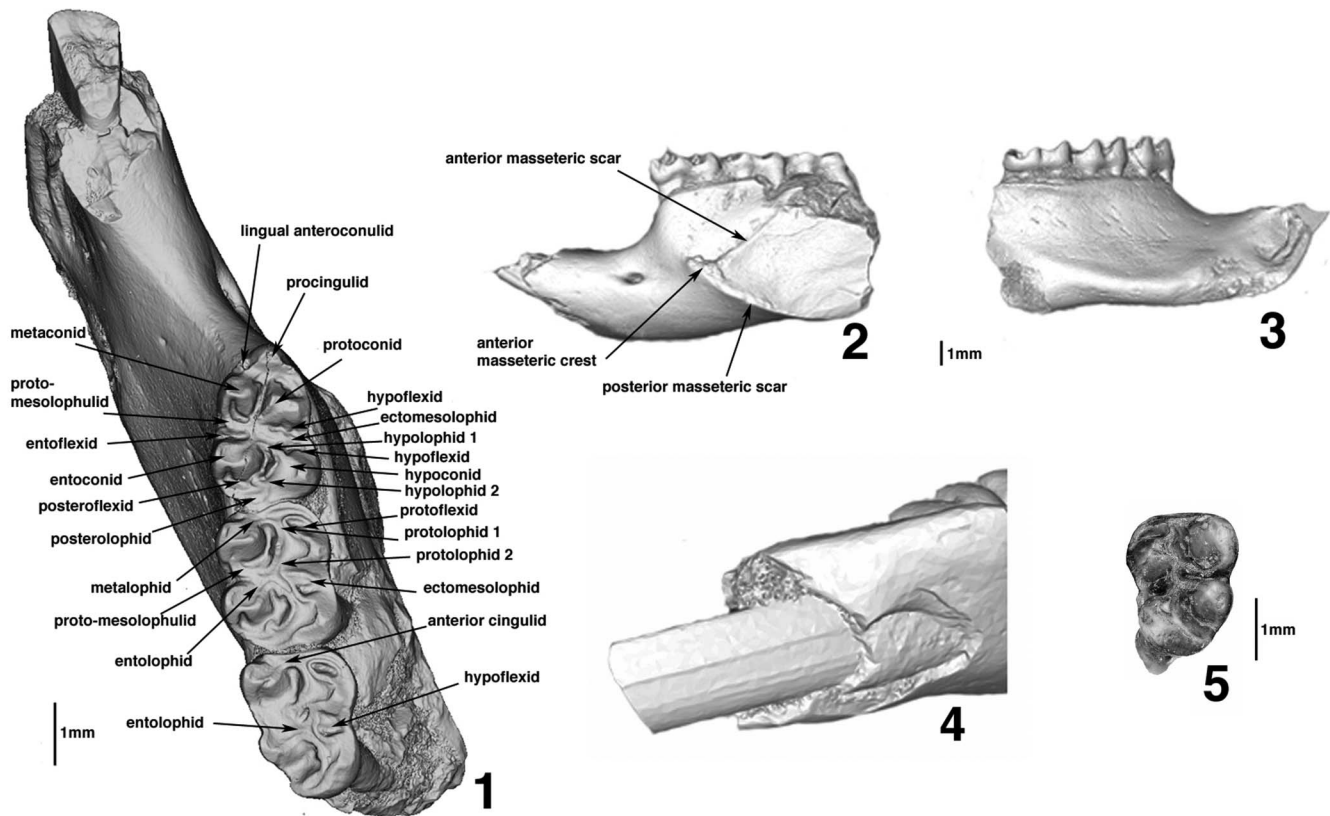 lingual anteroconulid
procingulid
metaconid
protoconid
proto-
mesolophulid
hypoflexid
ectomesolophid
entoflexid
hypolophid 1
hypoflexid
entoconid
hypoconid
posteroflexid
hypolophid 2
protoflexid
posterolophid
protolophid 1
protolophid 2
metalophid
ectomesolophid
proto-mesolophulid
anterior cingulid
entolophid
hypoflexid
entolophid
1mm
1
anterior masseteric scar
anterior
masseteric crest
posterior masseteric scar
2
1mm
3
4
5
1mm